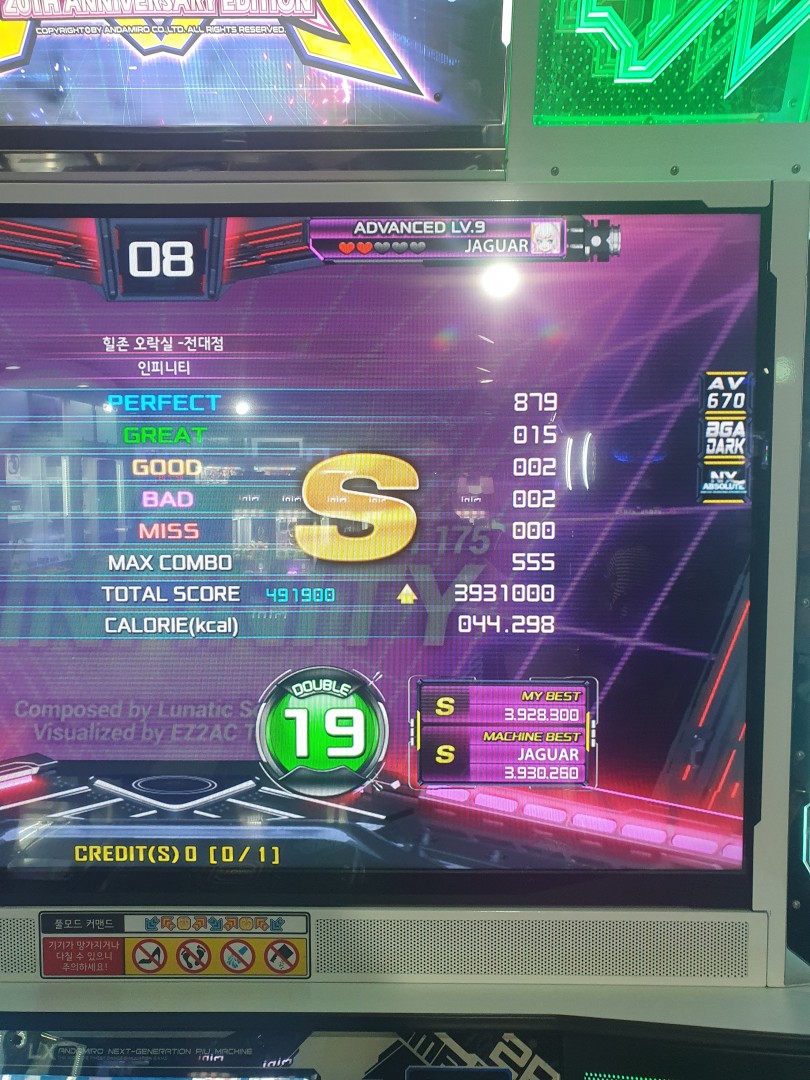 20TH ANNIVERSARY EDITION
COPYRIGHT© BY ANDAMIRO CO.,LTD. ALL RIGHTS RESERVED.
08
ADVANCED LV.9
JAGUAR
힐존 오락실 -전대점
인피니티
PERFECT 879
GREAT 015
GOOD 002
BAD 002
MISS 000
MAX COMBO 555
TOTAL SCORE 491900 3931000
CALORIE(kcal) 044.298
S
175
INFINITY
AV
670
BGA
DARK
NX
ABSOLUTE
Composed by Lunatic
Visualized by EZ2AC
DOUBLE
19
S MY BEST
3.928.300
MACHINE BEST
S JAGUAR
3.930.260
CREDIT(S) 0 [0/1]
풀모드 커맨드
기기가 망가지거나
다칠 수 있으니
주의하세요!
LX ANDAMIRO NEXT-GENERATION PIU MACHINE
20